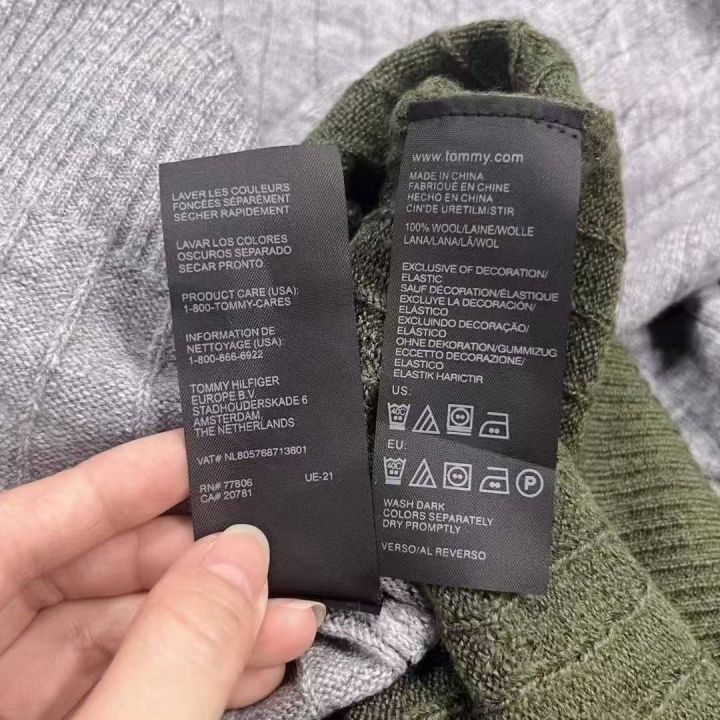 LAVER LES COULEURS
FONCÉES SÉPARÉMENT
SÉCHER RAPIDEMENT
LAVAR LOS COLORES
OSCUROS SEPARADO
SECAR PRONTO.
PRODUCT CARE (USA):
1-800-TOMMY-CARES
INFORMATION DE
NETTOYAGE (USA):
1-800-866-6922
TOMMY HILFIGER
EUROPE B.V.
STADHOUDERSKADE 6
AMSTERDAM,
THE NETHERLANDS
VAT# NL805768713B01
RN# 77806 UE-21
CA# 20781
www.tommy.com
MADE IN CHINA
FABRIQUÉ EN CHINE
HECHO EN CHINA
CIN'DE URETILMISTIR
100% WOOL/LAINE/WOLLE
LANA/LANA/LÃ/WOL
EXCLUSIVE OF DECORATION/
ELASTIC
SAUF DÉCORATION/ÉLASTIQUE
EXCLUYE LA DECORACIÓN/
ELÁSTICO
EXCLUINDO DECORAÇÃO/
ELÁSTICO
OHNE DEKORATION/GUMMIZUG
ECCETTO DECORAZIONE/
ELASTICO
ELASTIK HARICTIR
US:
40C
EU:
40C P
WASH DARK
COLORS SEPARATELY
DRY PROMPTLY
VERSO/AL REVERSO